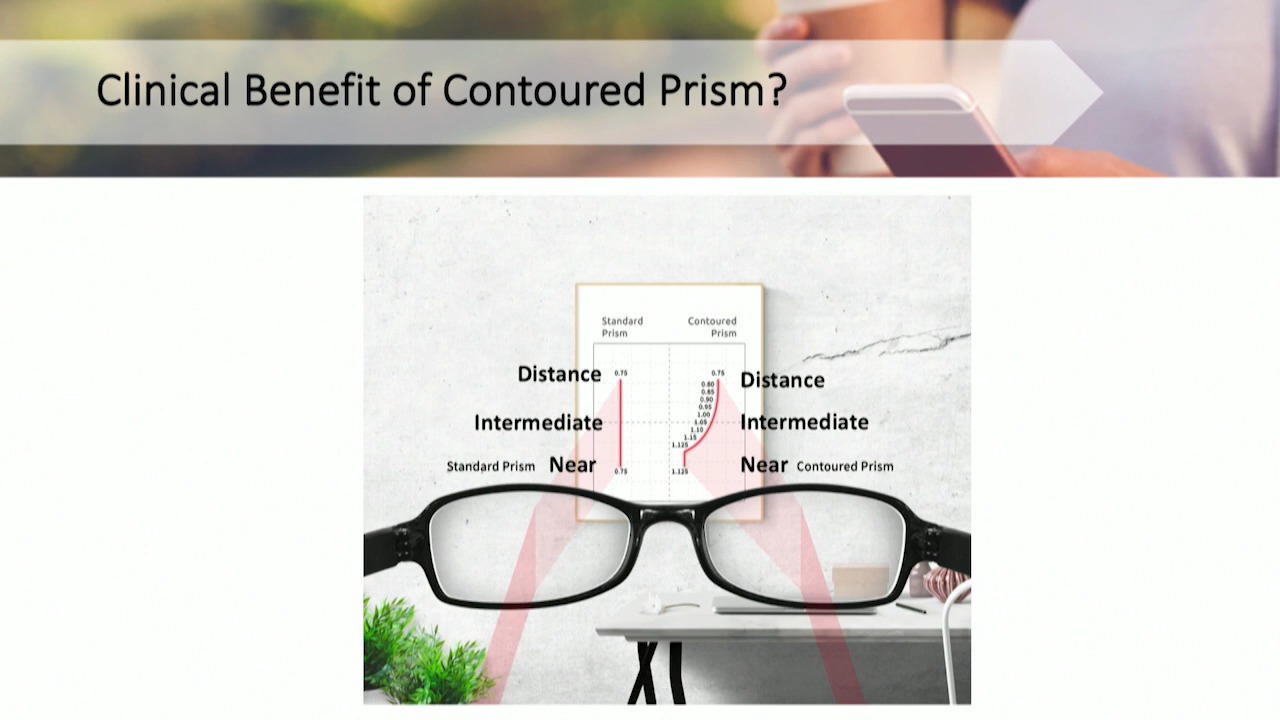 Clinical Benefit of Contoured Prism?
Standard
Prism
Contoured
Prism
Distance
0.75
0.75
Distance
0.80
0.85
0.90
0.95
Intermediate
1.00
1.05
Intermediate
1.10
1.15
1.125
Standard Prism
Near
0.75
1.125
Near
Contoured Prism